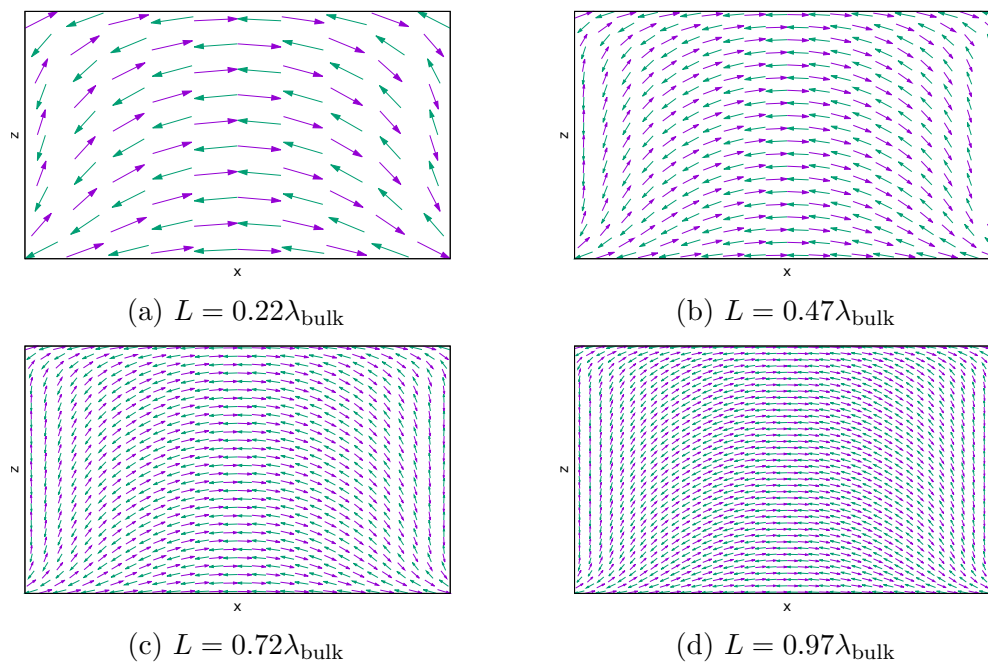 z
z
x
x
(a) L = 0.22λbulk
(b) L = 0.47λbulk
z
z
x
x
(c) L = 0.72λbulk
(d) L = 0.97λbulk